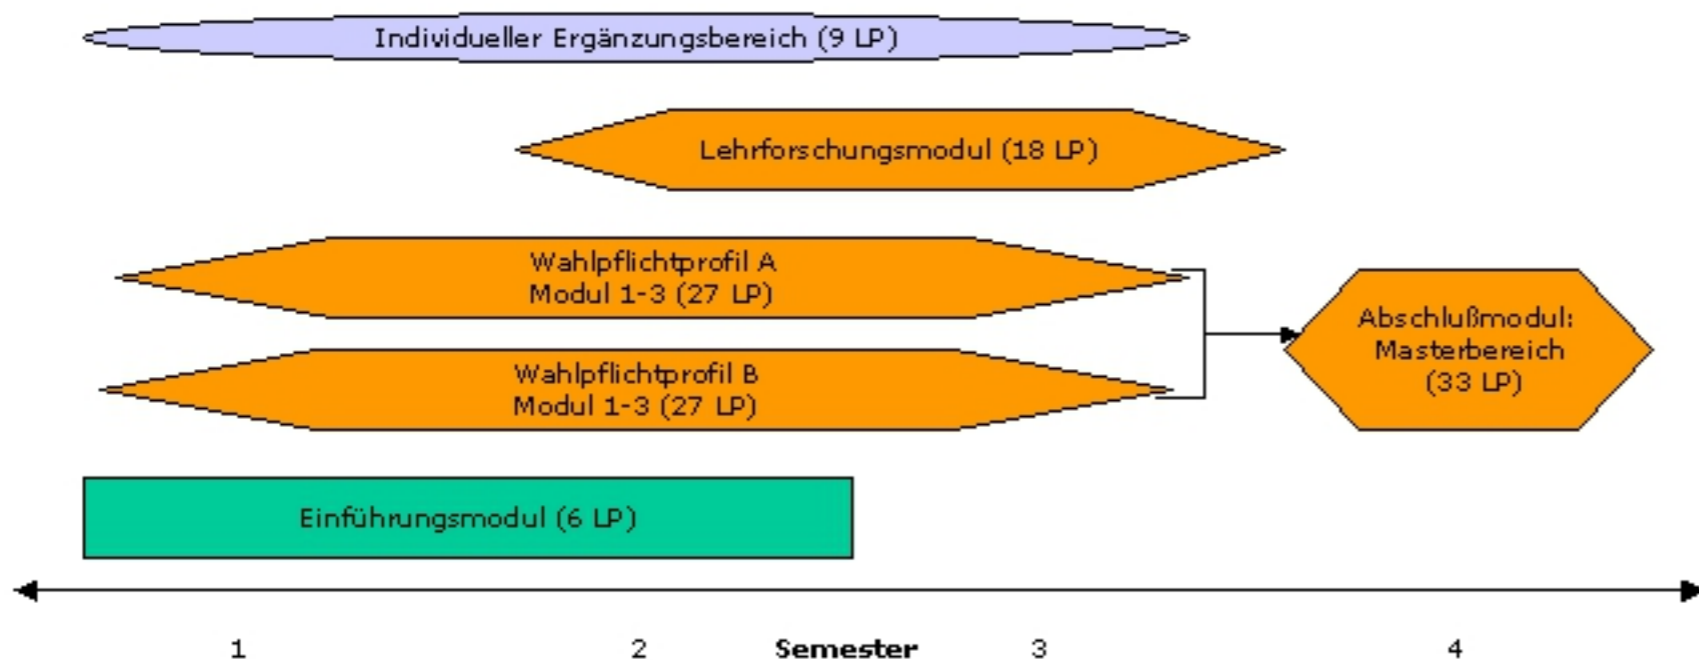 Individueller Ergänzungsbereich (9 LP)
Lehrforschungsmodul (18 LP)
Wahlpflichtprofil A
Modul 1-3 (27 LP)
Wahlpflichtprofil B
Modul 1-3 (27 LP)
Abschlußmodul:
Masterbereich
(33 LP)
Einführungsmodul (6 LP)
1 2 Semester 3 4